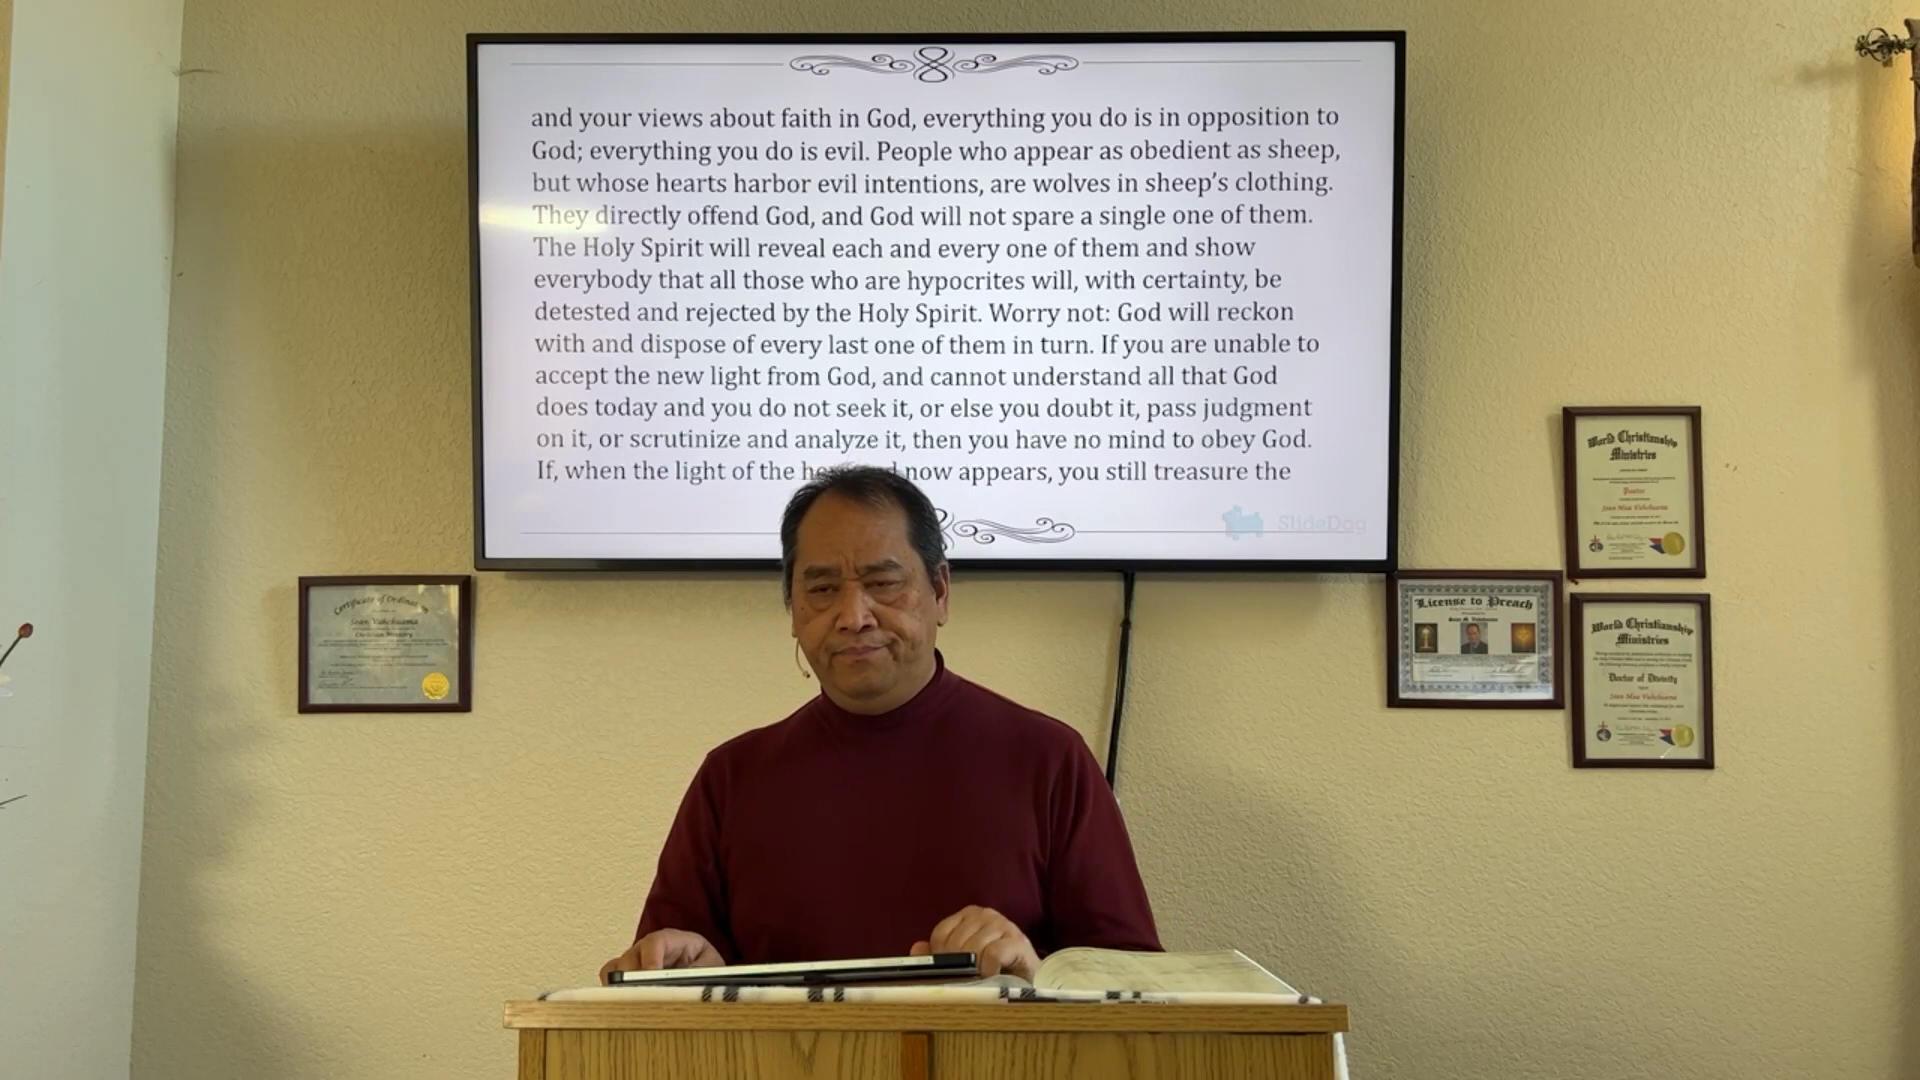 and your views about faith in God, everything you do is in opposition to
God; everything you do is evil. People who appear as obedient as sheep,
but whose hearts harbor evil intentions, are wolves in sheep's clothing.
They directly offend God, and God will not spare a single one of them.
The Holy Spirit will reveal each and every one of them and show
everybody that all those who are hypocrites will, with certainty, be
detested and rejected by the Holy Spirit. Worry not: God will reckon
with and dispose of every last one of them in turn. If you are unable to
accept the new light from God, and cannot understand all that God
does today and you do not seek it, or else you doubt it, pass judgment
on it, or scrutinize and analyze it, then you have no mind to obey God.
If, when the light of the now appears, you still treasure the
SlideDog
Certificate of Ordination
Sean Vahchuama
Christian Ministry
License to Preach
World Christianship
Ministries
Pastor
World Christianship
Ministries
Doctor of Divinity